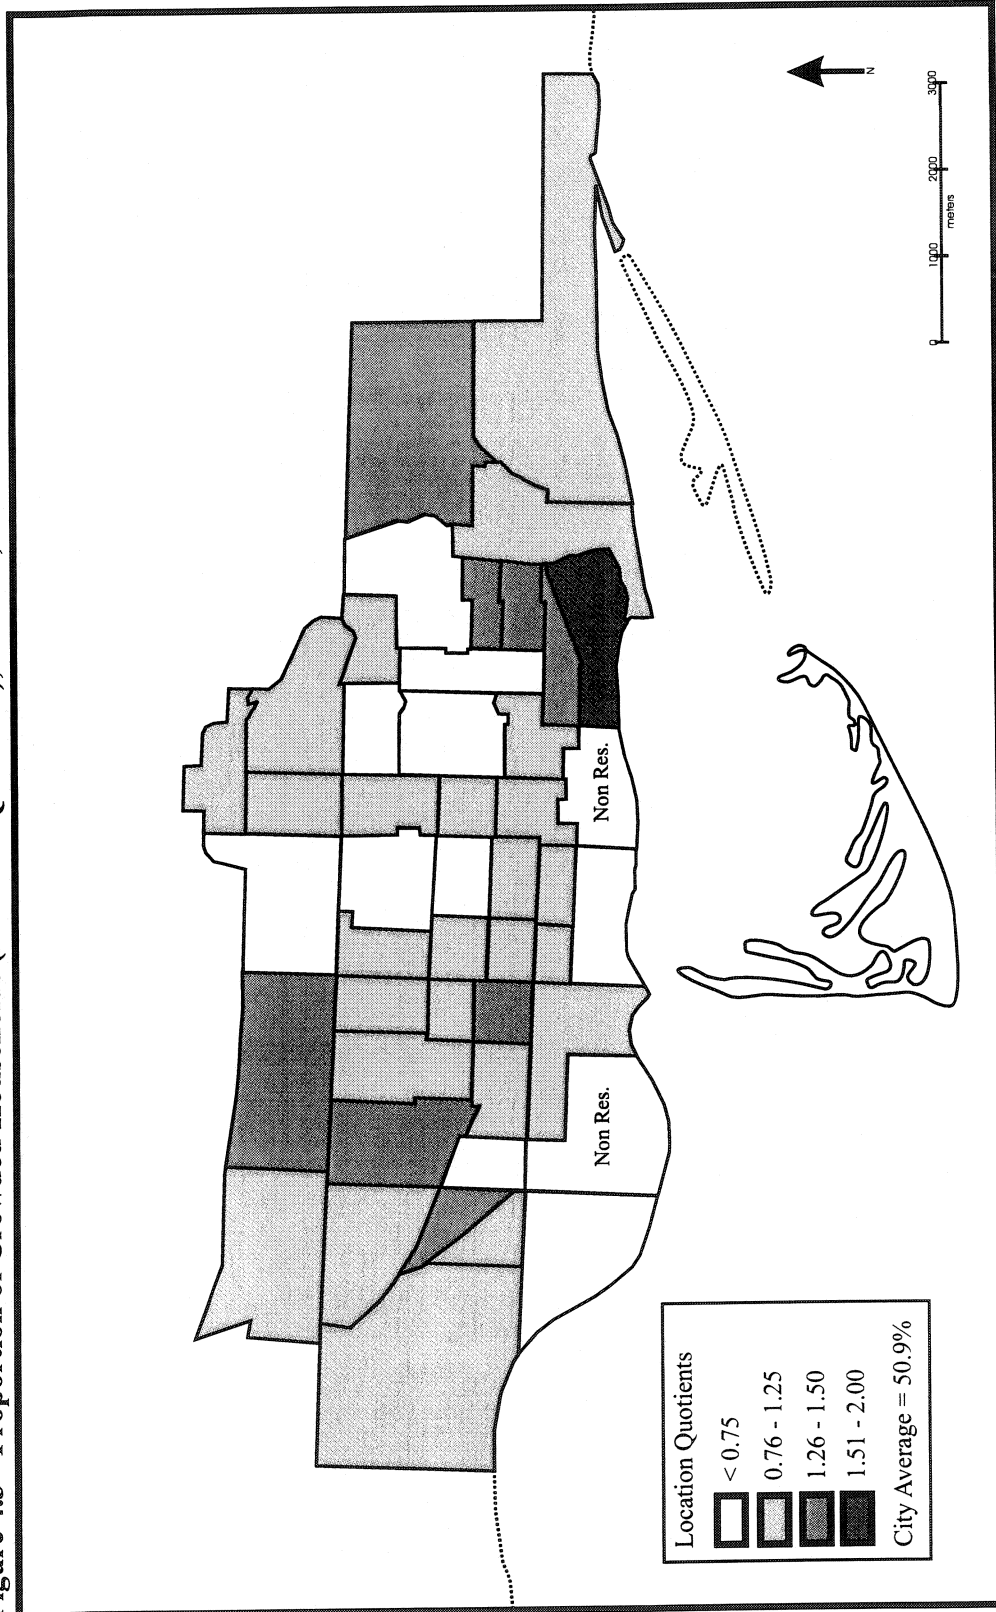 Non Res.
Non Res.
N
0 1000 2000 3000
meters
Location Quotients
< 0.75
0.76 - 1.25
1.26 - 1.50
1.51 - 2.00
City Average = 50.9%